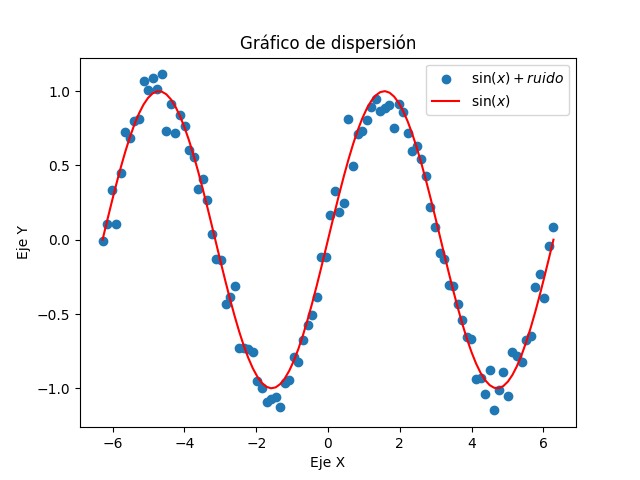 Gráfico de dispersión
sin(x) + ruido
sin(x)
1.0
0.5
0.0
−0.5
−1.0
Eje Y
−6 −4 −2 0 2 4 6
Eje X